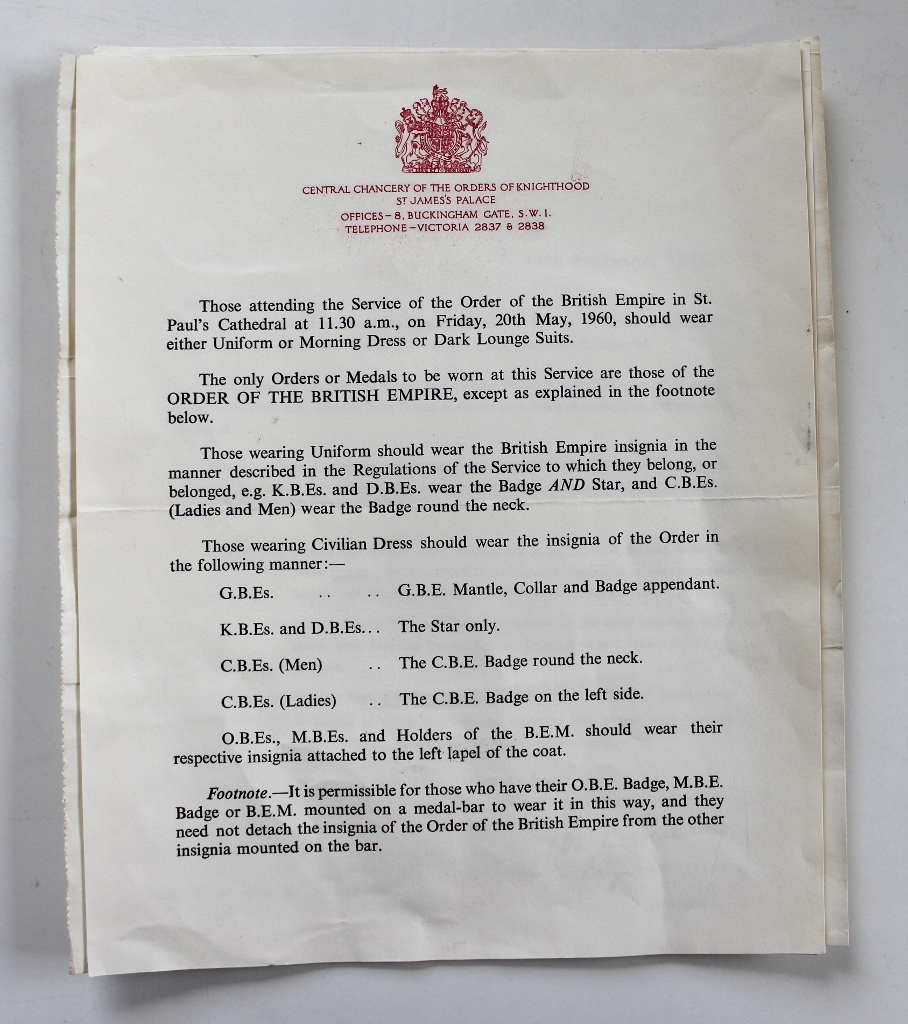 CENTRAL CHANCERY OF THE ORDERS OF KNIGHTHOOD
ST JAMES'S PALACE
OFFICES – 8, BUCKINGHAM GATE, S.W.1.
TELEPHONE – VICTORIA 2837 & 2838
Those attending the Service of the Order of the British Empire in St.
Paul's Cathedral at 11.30 a.m., on Friday, 20th May, 1960, should wear
either Uniform or Morning Dress or Dark Lounge Suits.
The only Orders or Medals to be worn at this Service are those of the
ORDER OF THE BRITISH EMPIRE, except as explained in the footnote
below.
Those wearing Uniform should wear the British Empire insignia in the
manner described in the Regulations of the Service to which they belong, or
belonged, e.g. K.B.Es. and D.B.Es. wear the Badge AND Star, and C.B.Es.
(Ladies and Men) wear the Badge round the neck.
Those wearing Civilian Dress should wear the insignia of the Order in
the following manner:—
G.B.Es. .. .. G.B.E. Mantle, Collar and Badge appendant.
K.B.Es. and D.B.Es... The Star only.
C.B.Es. (Men) .. The C.B.E. Badge round the neck.
C.B.Es. (Ladies) .. The C.B.E. Badge on the left side.
O.B.Es., M.B.Es. and Holders of the B.E.M. should wear their
respective insignia attached to the left lapel of the coat.
Footnote.—It is permissible for those who have their O.B.E. Badge, M.B.E.
Badge or B.E.M. mounted on a medal-bar to wear it in this way, and they
need not detach the insignia of the Order of the British Empire from the other
insignia mounted on the bar.